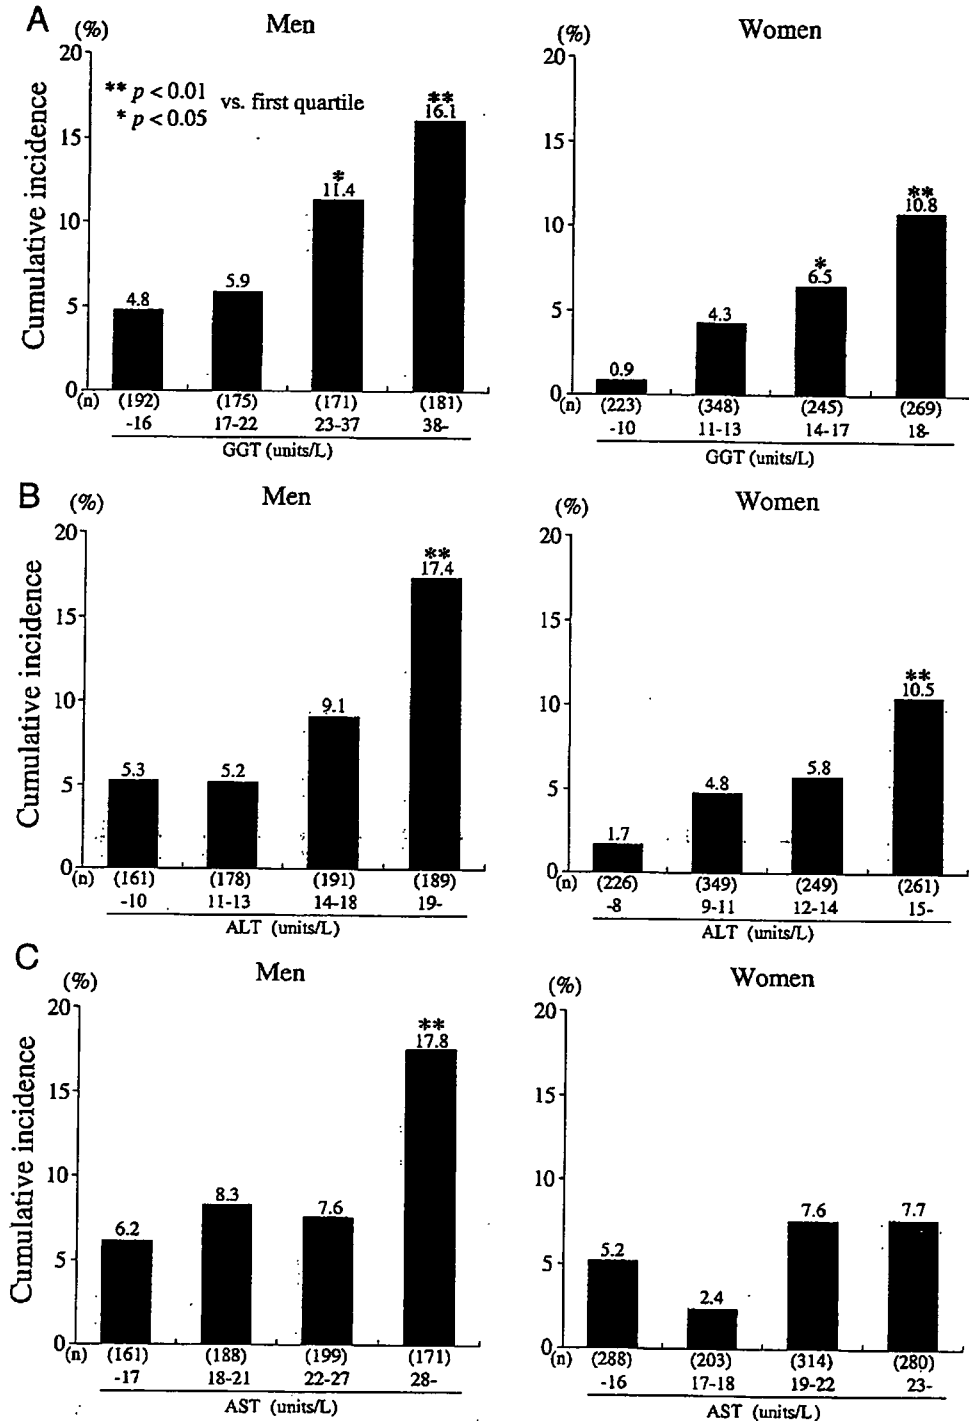 A
Men
(%)
20
15
10
5
0
Cumulative incidence
** p < 0.01
* p < 0.05
vs. first quartile
4.8
5.9
*
11.4
**
16.1
(n) (192) (175) (171) (181)
-16 17-22 23-37 38-
GGT (units/L)
Women
(%)
20
15
10
5
0
0.9
4.3
*
6.5
**
10.8
(n) (223) (348) (245) (269)
-10 11-13 14-17 18-
GGT (units/L)
B
Men
(%)
20
15
10
5
0
Cumulative incidence
5.3
5.2
9.1
**
17.4
(n) (161) (178) (191) (189)
-10 11-13 14-18 19-
ALT (units/L)
Women
(%)
20
15
10
5
0
1.7
4.8
5.8
**
10.5
(n) (226) (349) (249) (261)
-8 9-11 12-14 15-
ALT (units/L)
C
Men
(%)
20
15
10
5
0
Cumulative incidence
6.2
8.3
7.6
**
17.8
(n) (161) (188) (199) (171)
-17 18-21 22-27 28-
AST (units/L)
Women
(%)
20
15
10
5
0
5.2
2.4
7.6
7.7
(n) (288) (203) (314) (280)
-16 17-18 19-22 23-
AST (units/L)